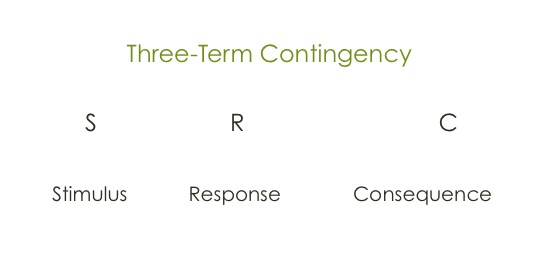 Three-Term Contingency
S R C
Stimulus Response Consequence